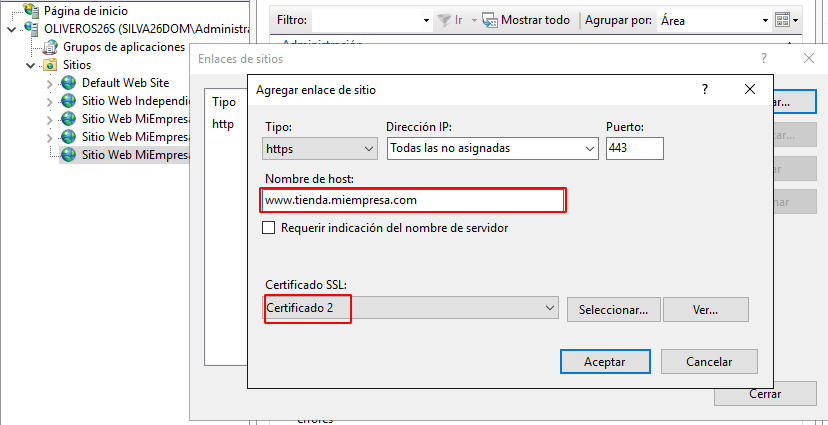 Página de inicio
OLIVEROS26S (SILVA26DOM\Administra
Grupos de aplicaciones
Sitios
Default Web Site
Sitio Web Independi
Sitio Web MiEmpresa
Sitio Web MiEmpresa
Sitio Web MiEmpresa
Filtro: Ir Mostrar todo Agrupar por: Área
Enlaces de sitios ?
Tipo
http
Agregar enlace de sitio ?
Tipo: Dirección IP: Puerto:
https Todas las no asignadas 443
Nombre de host:
www.tienda.miempresa.com
Requerir indicación del nombre de servidor
Certificado SSL:
Certificado 2 Seleccionar... Ver...
Aceptar Cancelar
Cerrar